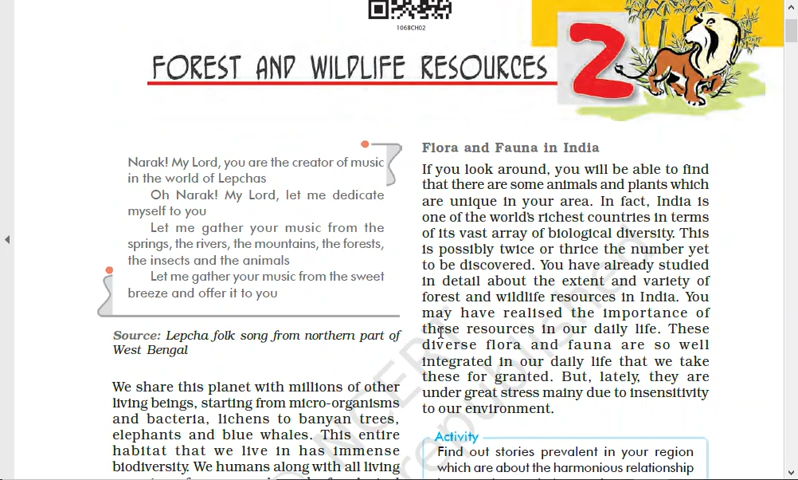 1068CH02
FOREST AND WILDLIFE RESOURCES
2
Narak! My Lord, you are the creator of music
in the world of Lepchas
Oh Narak! My Lord, let me dedicate
myself to you
Let me gather your music from the
springs, the rivers, the mountains, the forests,
the insects and the animals
Let me gather your music from the sweet
breeze and offer it to you
Source: Lepcha folk song from northern part of
West Bengal
We share this planet with millions of other
living beings, starting from micro-organisms
and bacteria, lichens to banyan trees,
elephants and blue whales. This entire
habitat that we live in has immense
biodiversity. We humans along with all living
Flora and Fauna in India
If you look around, you will be able to find
that there are some animals and plants which
are unique in your area. In fact, India is
one of the world's richest countries in terms
of its vast array of biological diversity. This
is possibly twice or thrice the number yet
to be discovered. You have already studied
in detail about the extent and variety of
forest and wildlife resources in India. You
may have realised the importance of
these resources in our daily life. These
diverse flora and fauna are so well
integrated in our daily life that we take
these for granted. But, lately, they are
under great stress mainy due to insensitivity
to our environment.
Activity
Find out stories prevalent in your region
which are about the harmonious relationship
© NCERT
republished